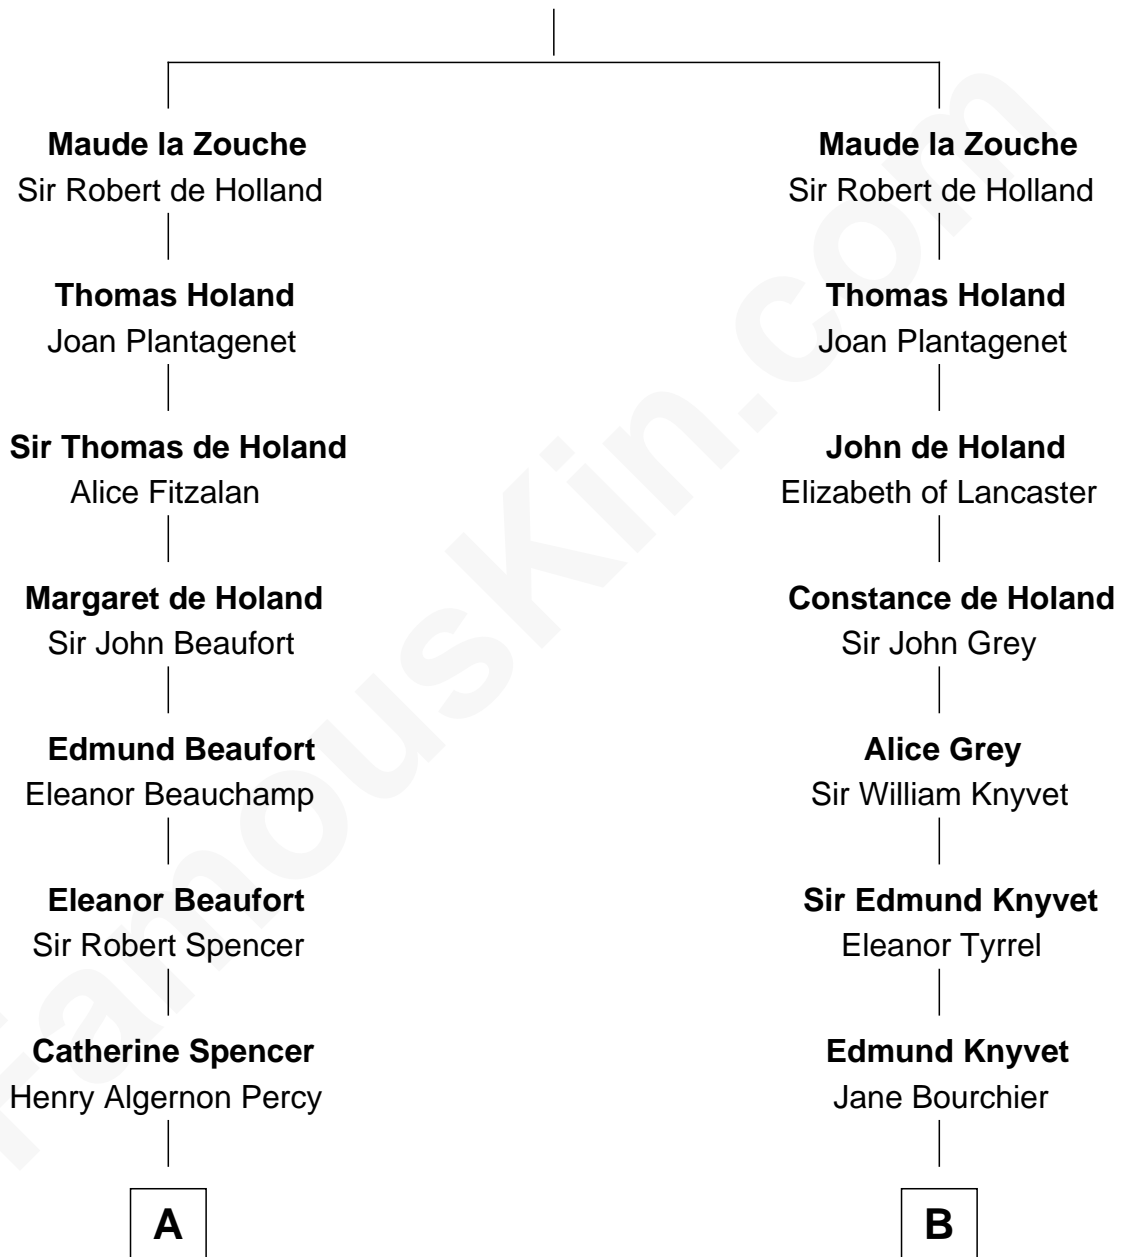 Maude la Zouche
Sir Robert de Holland
Thomas Holand
Joan Plantagenet
Sir Thomas de Holand
Alice Fitzalan
Margaret de Holand
Sir John Beaufort
Edmund Beaufort
Eleanor Beauchamp
Eleanor Beaufort
Sir Robert Spencer
Catherine Spencer
Henry Algernon Percy
A
Maude la Zouche
Sir Robert de Holland
Thomas Holand
Joan Plantagenet
John de Holand
Elizabeth of Lancaster
Constance de Holand
Sir John Grey
Alice Grey
Sir William Knyvet
Sir Edmund Knyvet
Eleanor Tyrrel
Edmund Knyvet
Jane Bourchier
B
FamousKin.com